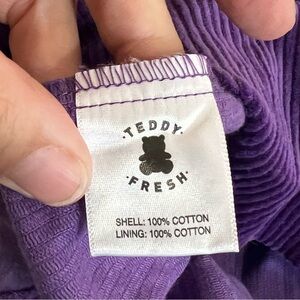 TEDDY
FRESH
SHELL: 100% COTTON
LINING: 100% COTTON